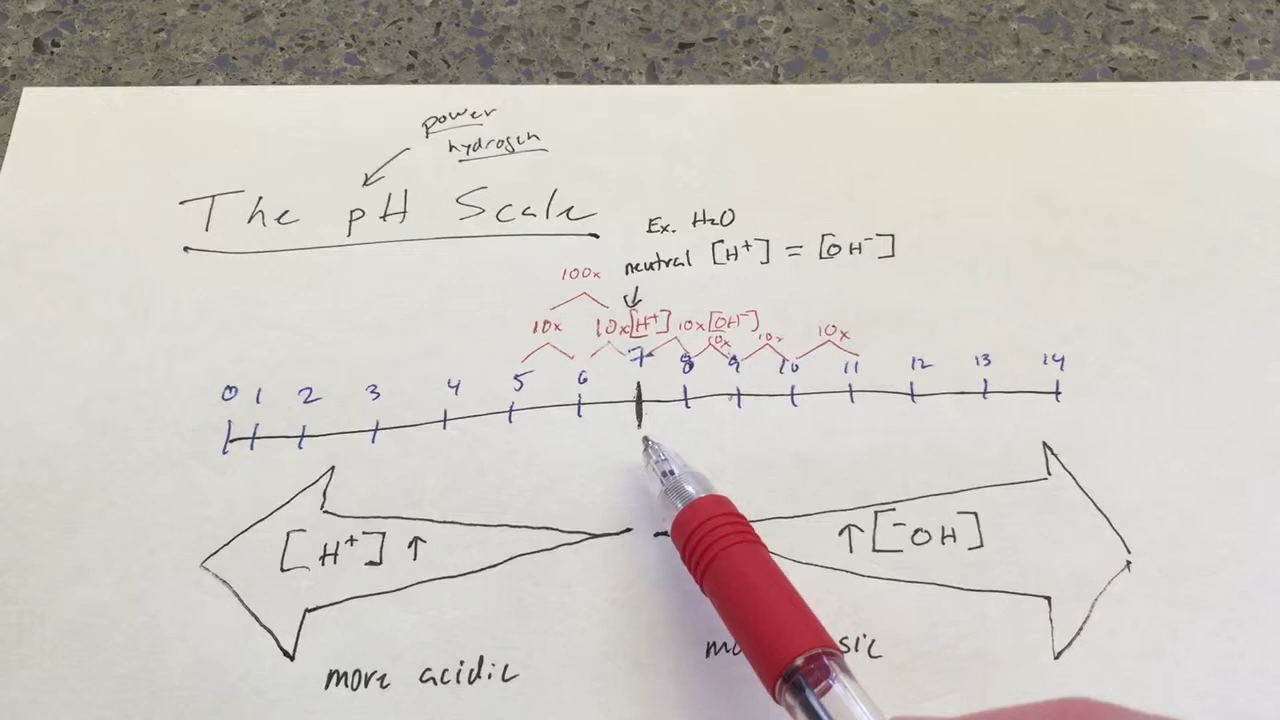 power
hydrogen
The pH Scale
Ex. H2O
neutral [H+] = [OH-]
100x
10x 10x[H+] 10x[OH-] 10x 10x 10x
0 1 2 3 4 5 6 7 8 9 10 11 12 13 14
[H+] ↑ ↑ [-OH]
more acidic